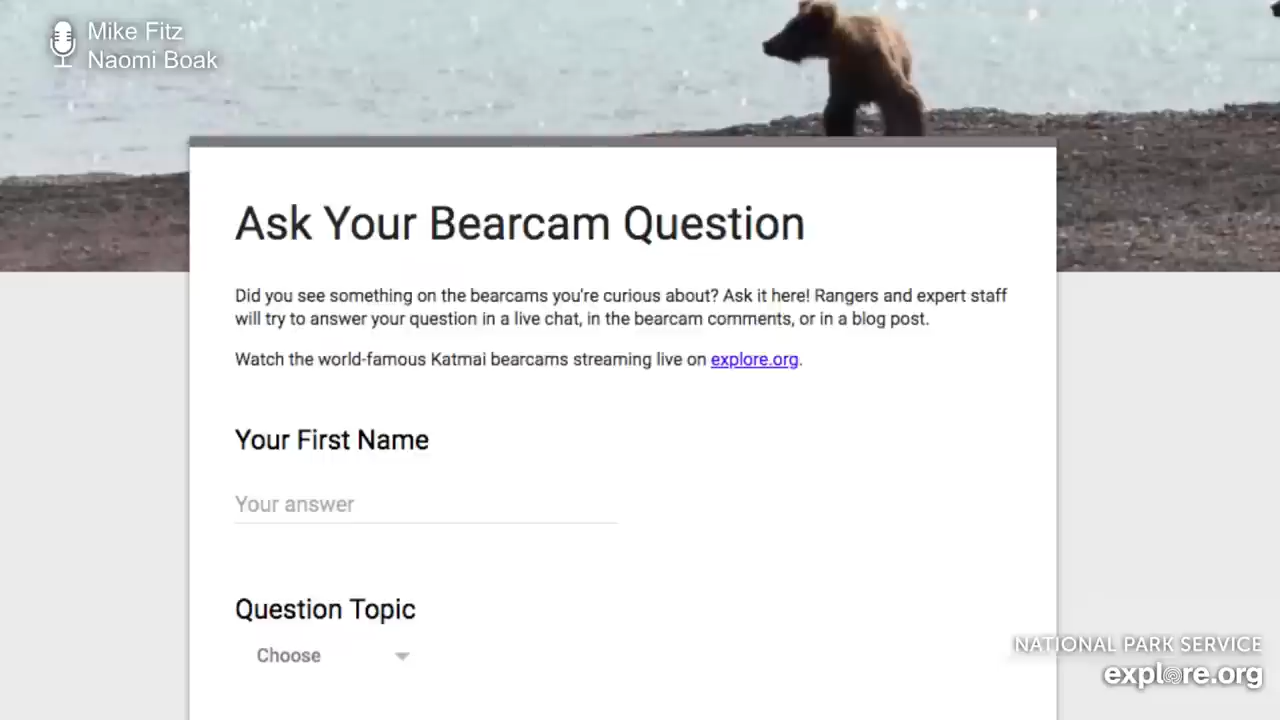 Mike Fitz
Naomi Boak
Ask Your Bearcam Question
Did you see something on the bearcams you're curious about? Ask it here! Rangers and expert staff
will try to answer your question in a live chat, in the bearcam comments, or in a blog post.
Watch the world-famous Katmai bearcams streaming live on explore.org.
Your First Name
Your answer
Question Topic
Choose
NATIONAL PARK SERVICE
explore.org